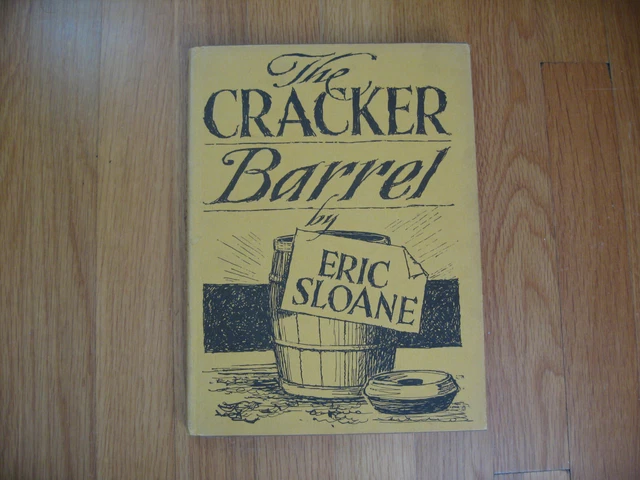 The
CRACKER
Barrel
by
ERIC
SLOANE